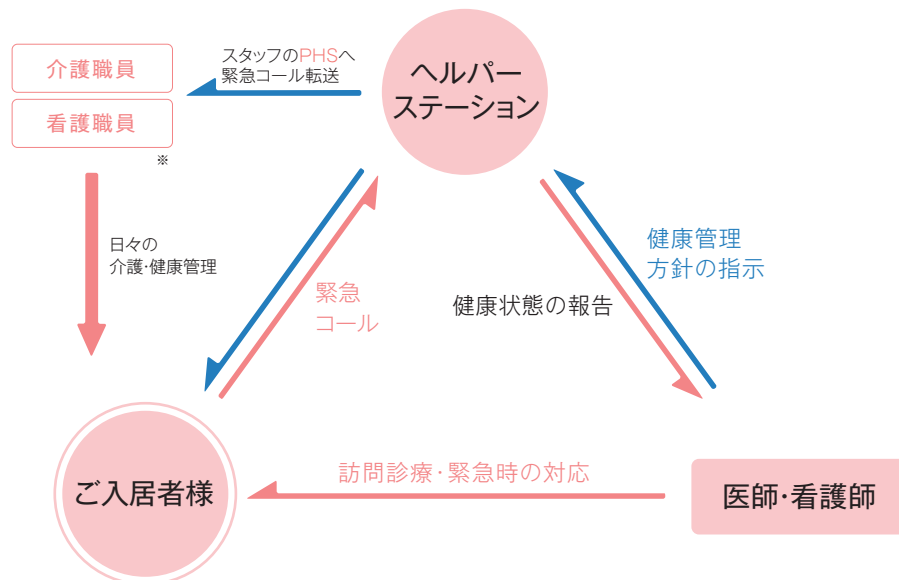 スタッフのPHSへ
緊急コール転送
介護職員
看護職員
※
ヘルパー
ステーション
日々の
介護・健康管理
緊急
コール
健康状態の報告
健康管理
方針の指示
訪問診療・緊急時の対応
ご入居者様
医師・看護師